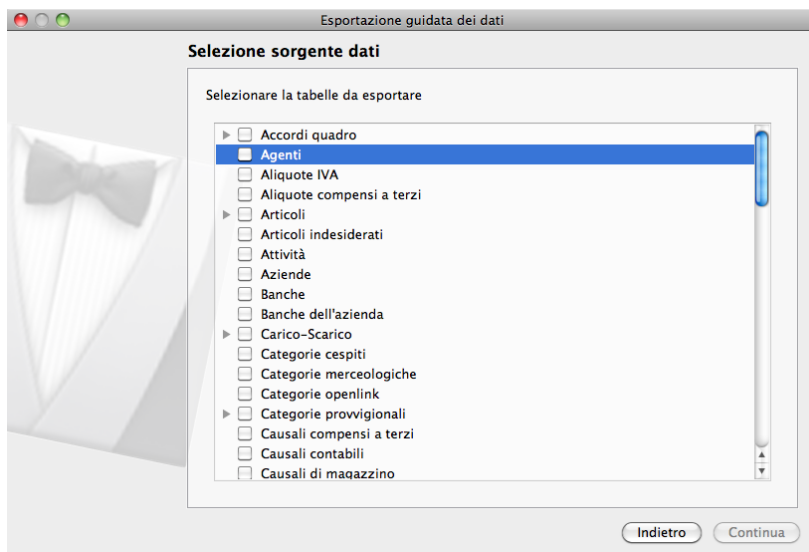 Esportazione guidata dei dati
Selezione sorgente dati
Selezionare la tabelle da esportare
Accordi quadro
Agenti
Aliquote IVA
Aliquote compensi a terzi
Articoli
Articoli indesiderati
Attività
Aziende
Banche
Banche dell'azienda
Carico-Scarico
Categorie cespiti
Categorie merceologiche
Categorie openlink
Categorie provvigionali
Causali compensi a terzi
Causali contabili
Causali di magazzino
Indietro Continua